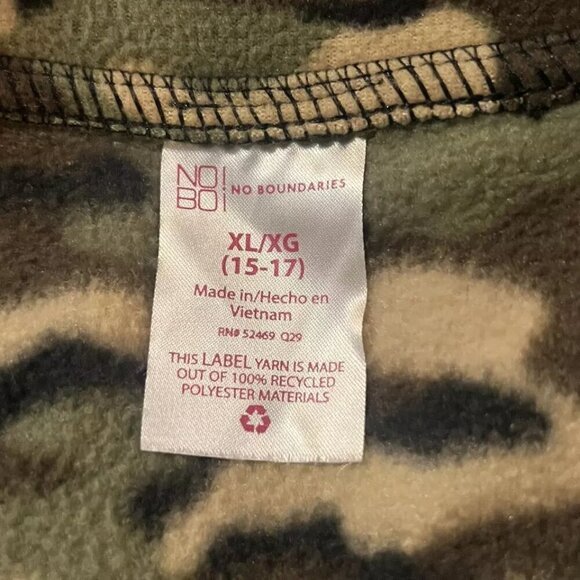 NO
BO
NO BOUNDARIES
XL/XG
(15-17)
Made in/Hecho en
Vietnam
RN# 52469 Q29
THIS LABEL YARN IS MADE
OUT OF 100% RECYCLED
POLYESTER MATERIALS